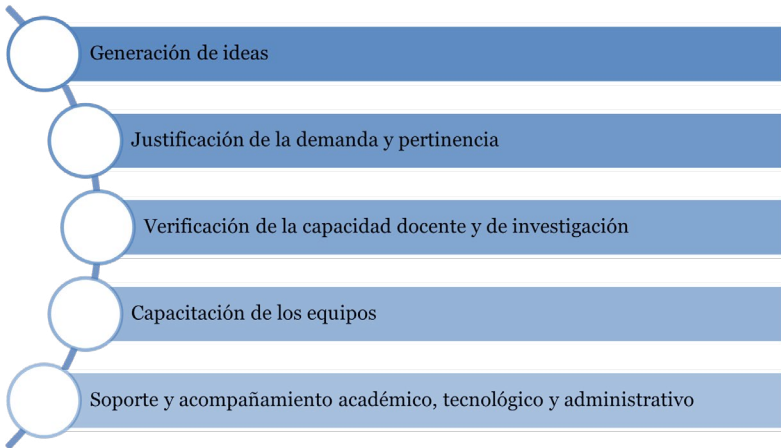 Generación de ideas
Justificación de la demanda y pertinencia
Verificación de la capacidad docente y de investigación
Capacitación de los equipos
Soporte y acompañamiento académico, tecnológico y administrativo